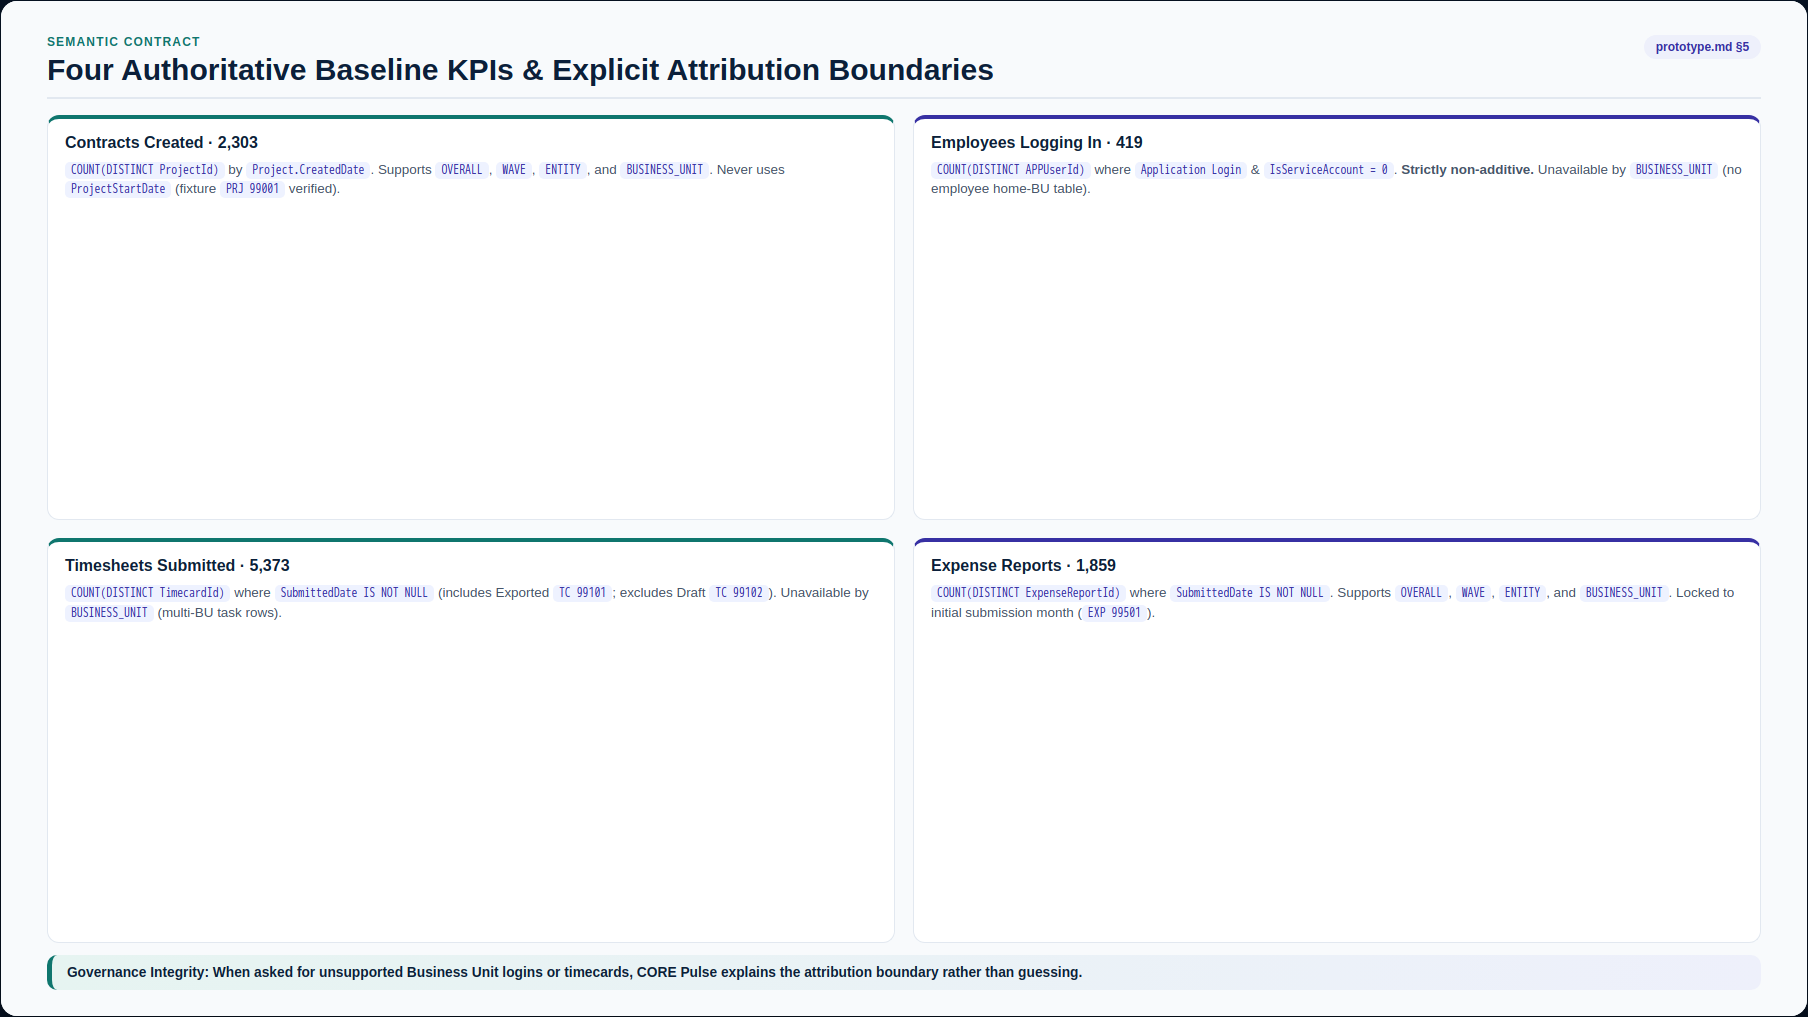 SEMANTIC CONTRACT
Four Authoritative Baseline KPIs & Explicit Attribution Boundaries
prototype.md §5
Contracts Created · 2,303
COUNT(DISTINCT ProjectId) by Project.CreatedDate. Supports OVERALL, WAVE, ENTITY, and BUSINESS_UNIT. Never uses
ProjectStartDate (fixture PRJ 99001 verified).
Employees Logging In · 419
COUNT(DISTINCT APPUserId) where Application Login & IsServiceAccount = 0. Strictly non-additive. Unavailable by BUSINESS_UNIT (no
employee home-BU table).
Timesheets Submitted · 5,373
COUNT(DISTINCT TimecardId) where SubmittedDate IS NOT NULL (includes Exported TC 99101; excludes Draft TC 99102). Unavailable by
BUSINESS_UNIT (multi-BU task rows).
Expense Reports · 1,859
COUNT(DISTINCT ExpenseReportId) where SubmittedDate IS NOT NULL. Supports OVERALL, WAVE, ENTITY, and BUSINESS_UNIT. Locked to
initial submission month (EXP 99501).
Governance Integrity: When asked for unsupported Business Unit logins or timecards, CORE Pulse explains the attribution boundary rather than guessing.